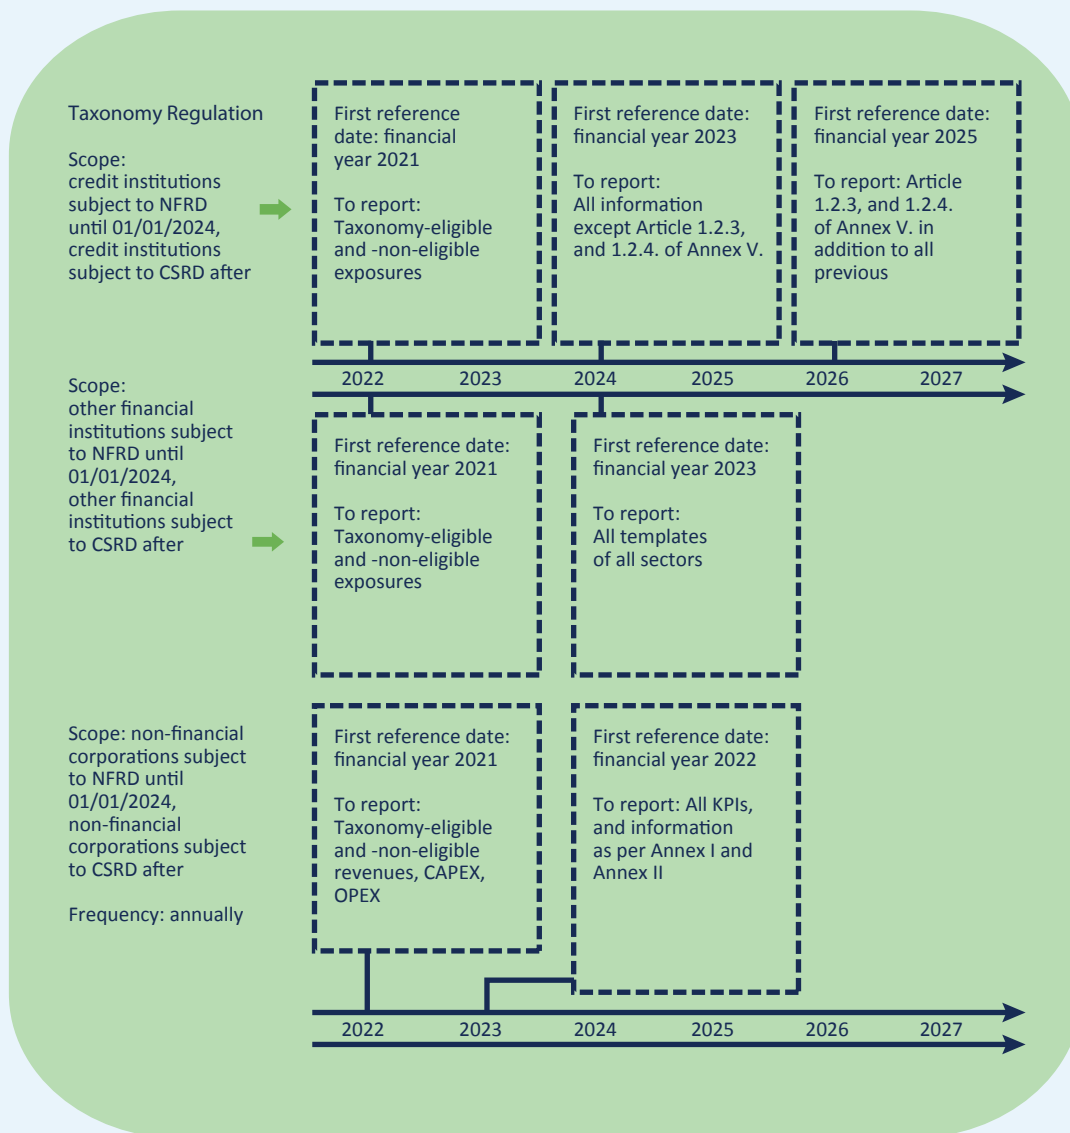 Taxonomy Regulation
Scope:
credit institutions
subject to NFRD
until 01/01/2024,
credit institutions
subject to CSRD after
First reference
date: financial
year 2021
To report:
Taxonomy-eligible
and -non-eligible
exposures
First reference date:
financial year 2023
To report:
All information
except Article 1.2.3,
and 1.2.4. of Annex V.
First reference date:
financial year 2025
To report: Article
1.2.3, and 1.2.4.
of Annex V. in
addition to all
previous
2022 2023 2024 2025 2026 2027
Scope:
other financial
institutions subject
to NFRD until
01/01/2024,
other financial
institutions subject
to CSRD after
First reference date:
financial year 2021
To report:
Taxonomy-eligible
and -non-eligible
exposures
First reference date:
financial year 2023
To report:
All templates
of all sectors
Scope: non-financial
corporations subject
to NFRD until
01/01/2024,
non-financial
corporations subject
to CSRD after
Frequency: annually
First reference date:
financial year 2021
To report:
Taxonomy-eligible
and -non-eligible
revenues, CAPEX,
OPEX
First reference date:
financial year 2022
To report: All KPIs,
and information
as per Annex I and
Annex II
2022 2023 2024 2025 2026 2027